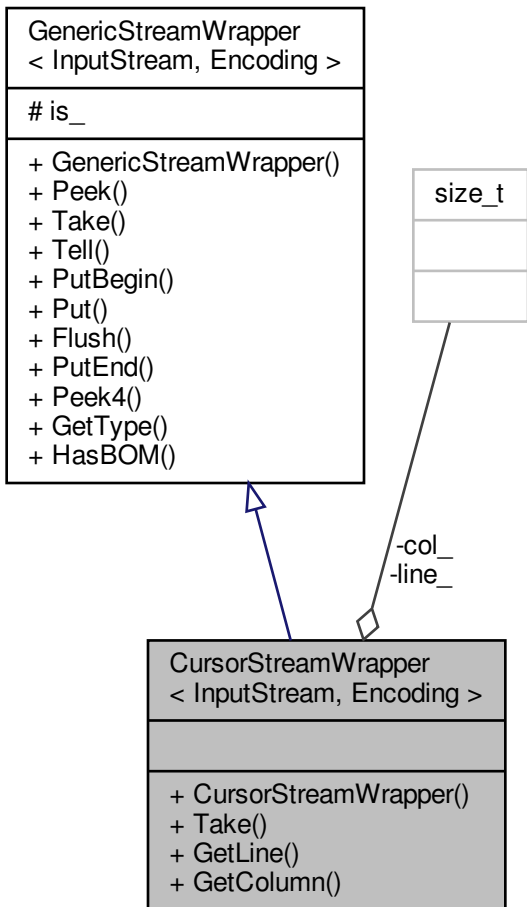 GenericStreamWrapper
< InputStream, Encoding >
# is_
+ GenericStreamWrapper()
+ Peek()
+ Take()
+ Tell()
+ PutBegin()
+ Put()
+ Flush()
+ PutEnd()
+ Peek4()
+ GetType()
+ HasBOM()
size_t
-col_
-line_
CursorStreamWrapper
< InputStream, Encoding >
+ CursorStreamWrapper()
+ Take()
+ GetLine()
+ GetColumn()